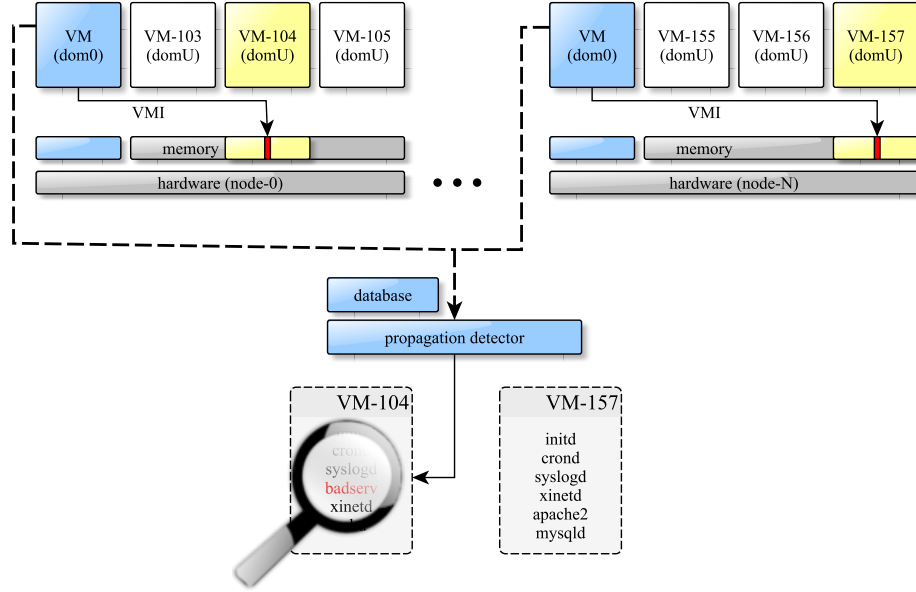 VM
(dom0)
VM-103
(domU)
VM-104
(domU)
VM-105
(domU)
VMI
memory
hardware (node-0)
VM
(dom0)
VM-155
(domU)
VM-156
(domU)
VM-157
(domU)
VMI
memory
hardware (node-N)
database
propagation detector
VM-104
crond
syslogd
badserv
xinetd
VM-157
initd
crond
syslogd
xinetd
apache2
mysqld